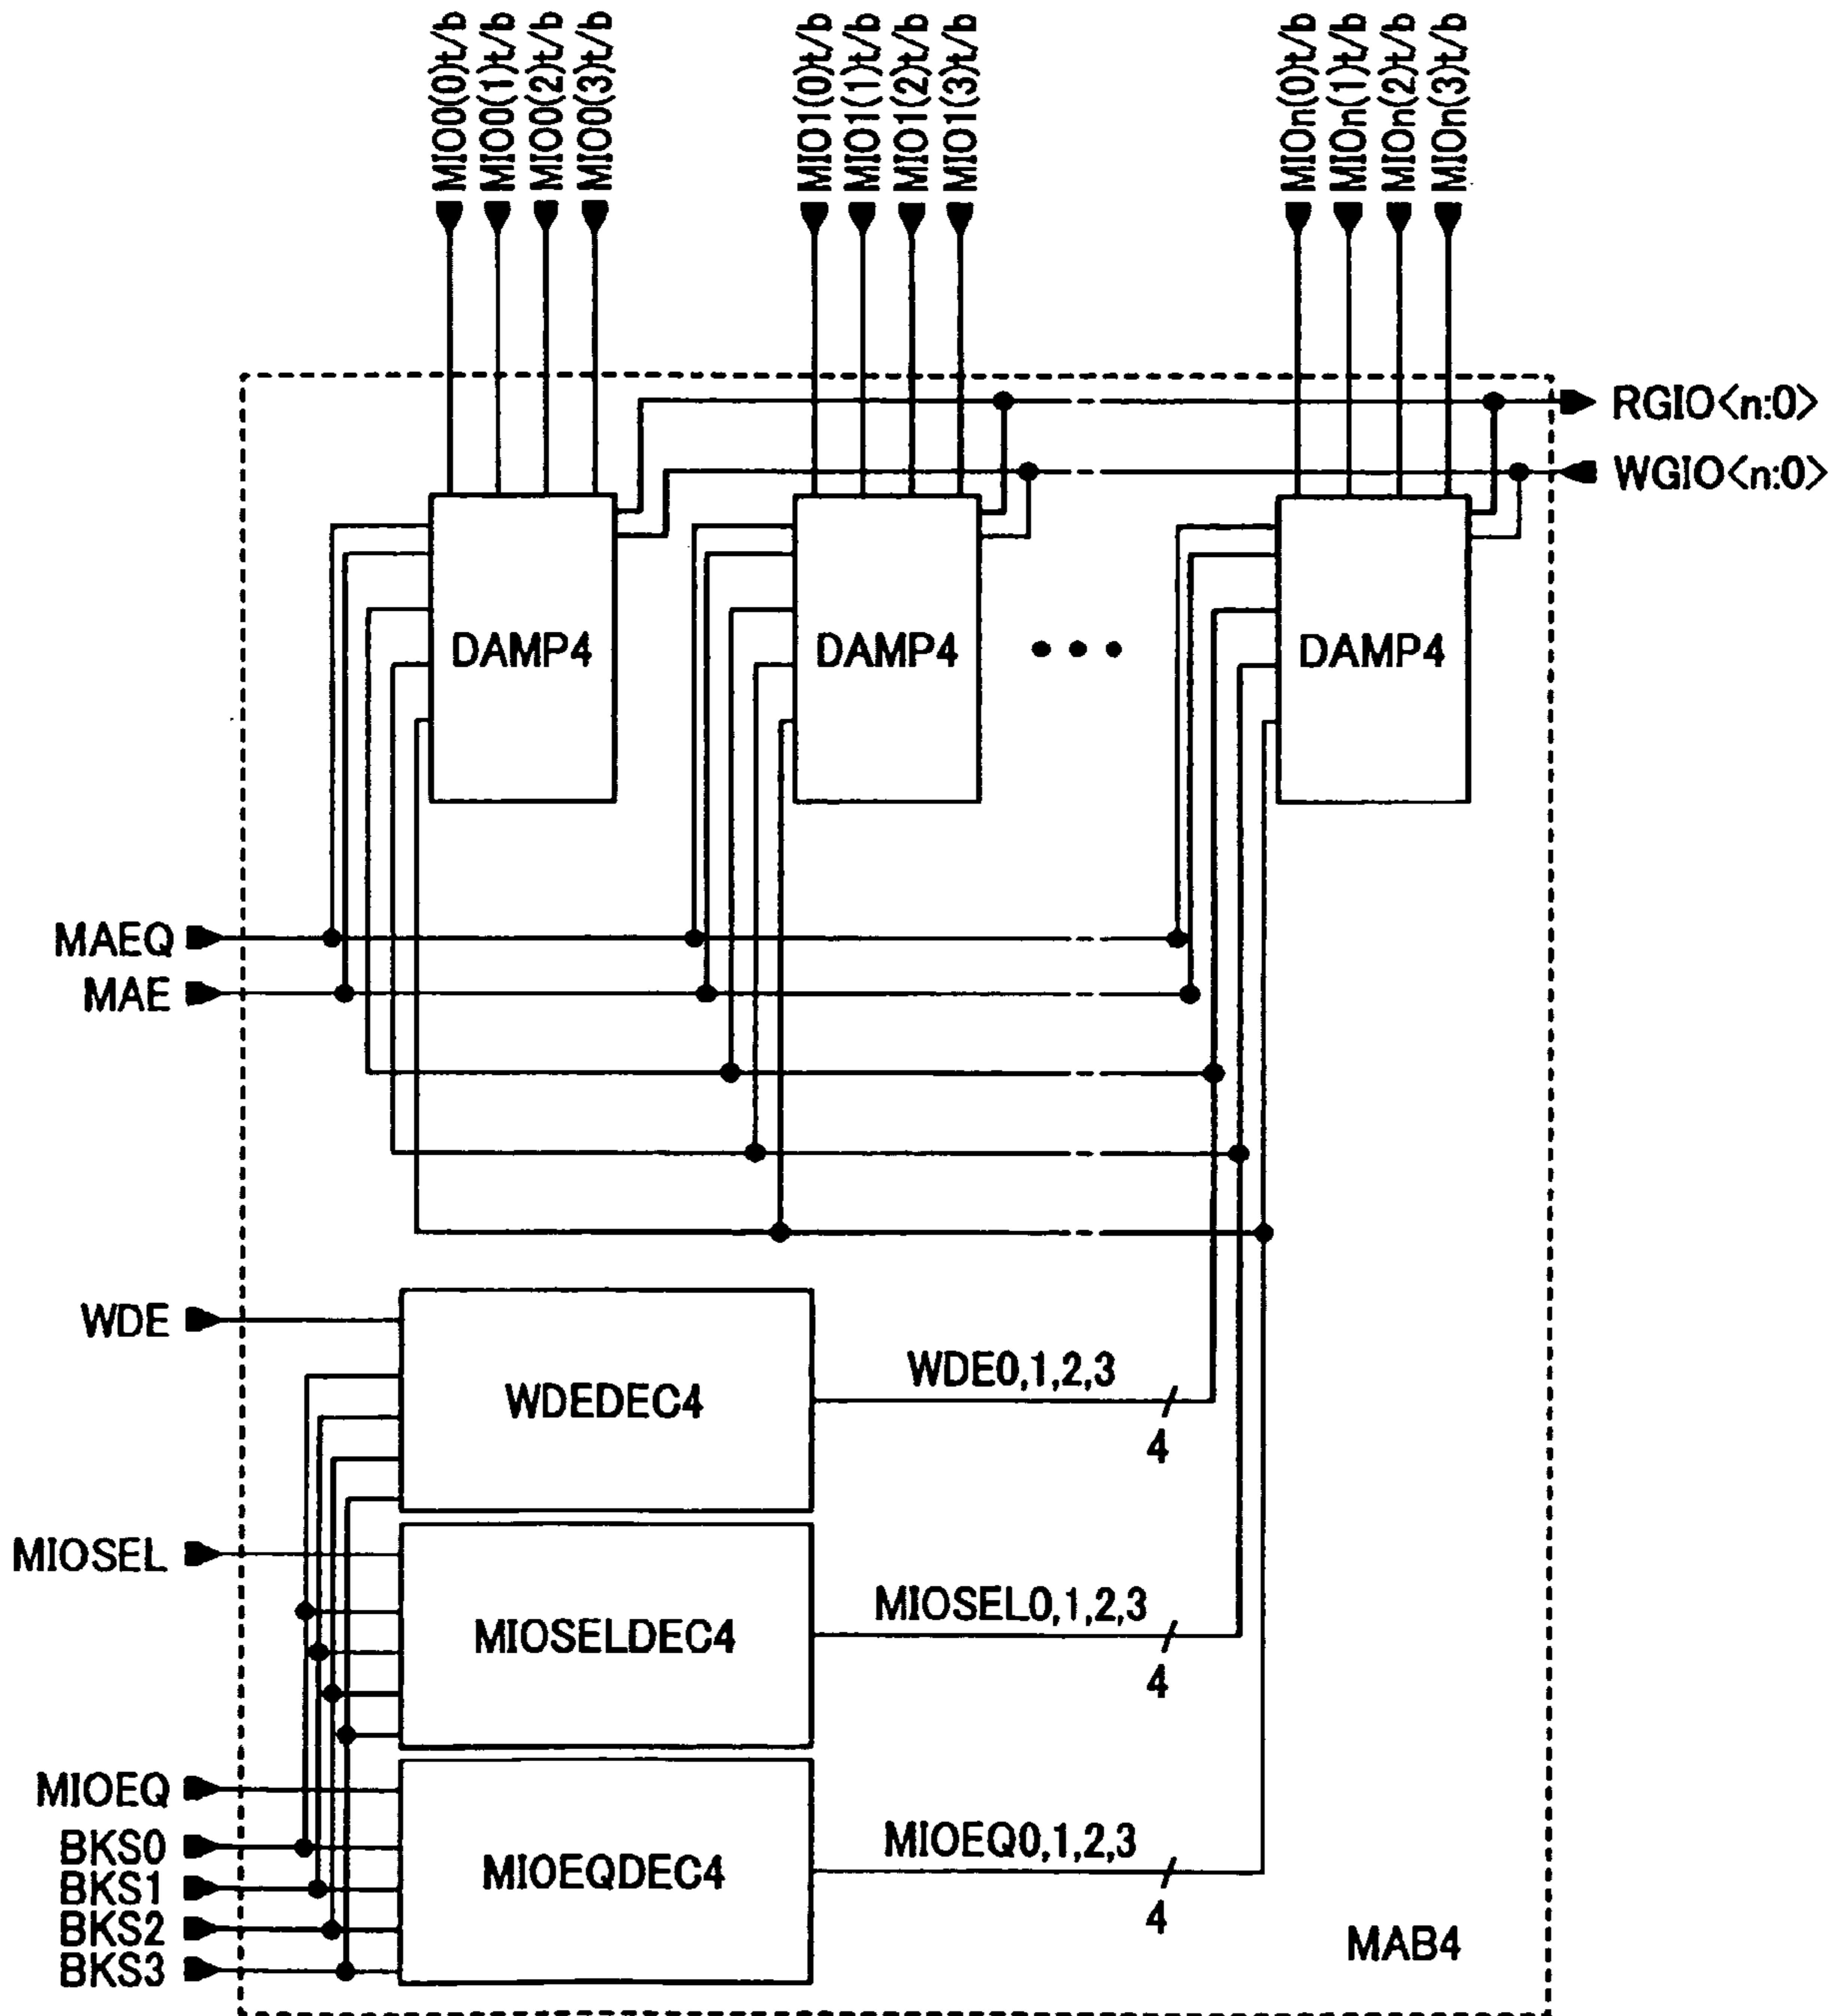 MIO0(0)t/b
MIO0(1)t/b
MIO0(2)t/b
MIO0(3)t/b
MIO1(0)t/b
MIO1(1)t/b
MIO1(2)t/b
MIO1(3)t/b
MIOn(0)t/b
MIOn(1)t/b
MIOn(2)t/b
MIOn(3)t/b
RGIO<n:0>
WGIO<n:0>
DAMP4
DAMP4
• • •
DAMP4
MAEQ
MAE
WDE
WDEDEC4
WDE0,1,2,3
4
MIOSEL
MIOSELDEC4
MIOSEL0,1,2,3
4
MIOEQ
BKS0
BKS1
BKS2
BKS3
MIOEQDEC4
MIOEQ0,1,2,3
4
MAB4